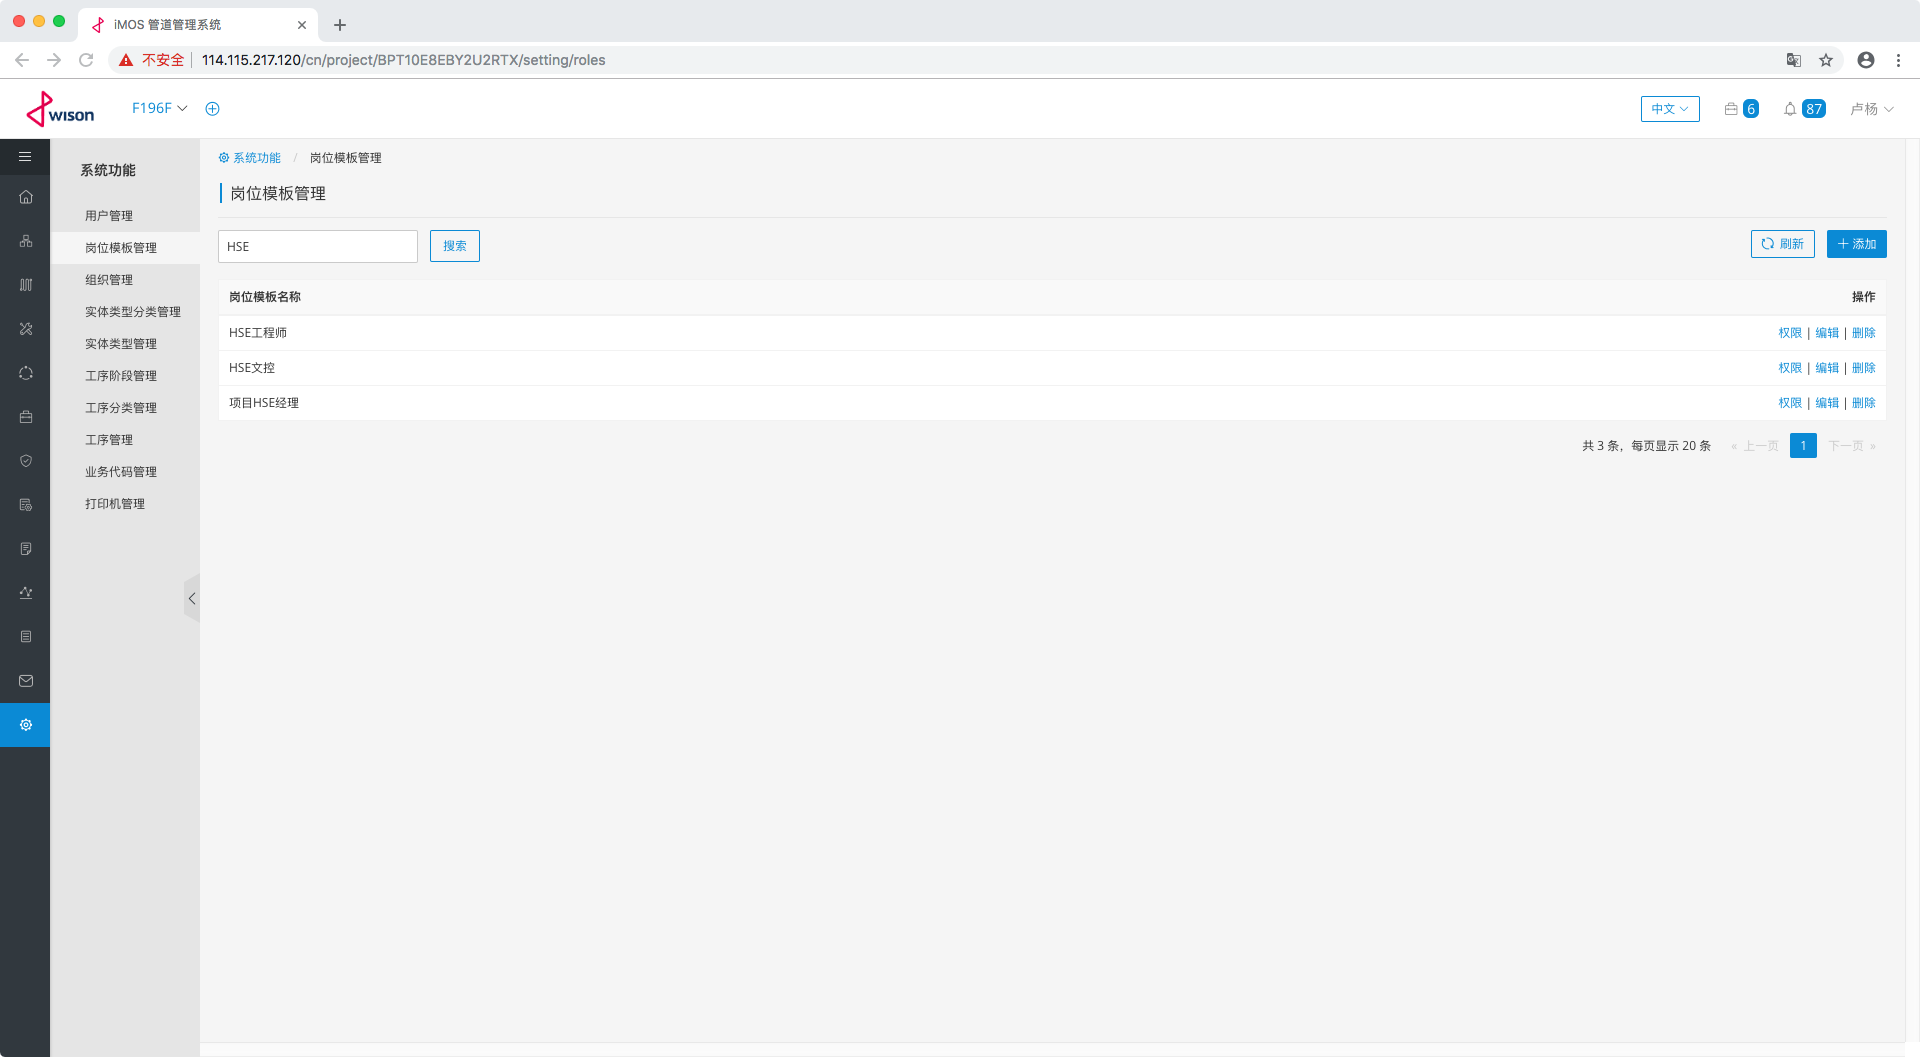 iMOS 管道管理系统
不安全 114.115.217.120/cn/project/BPT10E8EBY2U2RTX/setting/roles
wison F196F 中文 6 87 卢杨
系统功能
用户管理
岗位模板管理
组织管理
实体类型分类管理
实体类型管理
工序阶段管理
工序分类管理
工序管理
业务代码管理
打印机管理
系统功能 / 岗位模板管理
岗位模板管理
HSE 搜索 刷新 添加
岗位模板名称 操作
HSE工程师 权限 | 编辑 | 删除
HSE文控 权限 | 编辑 | 删除
项目HSE经理 权限 | 编辑 | 删除
共 3 条，每页显示 20 条 « 上一页 1 下一页 »